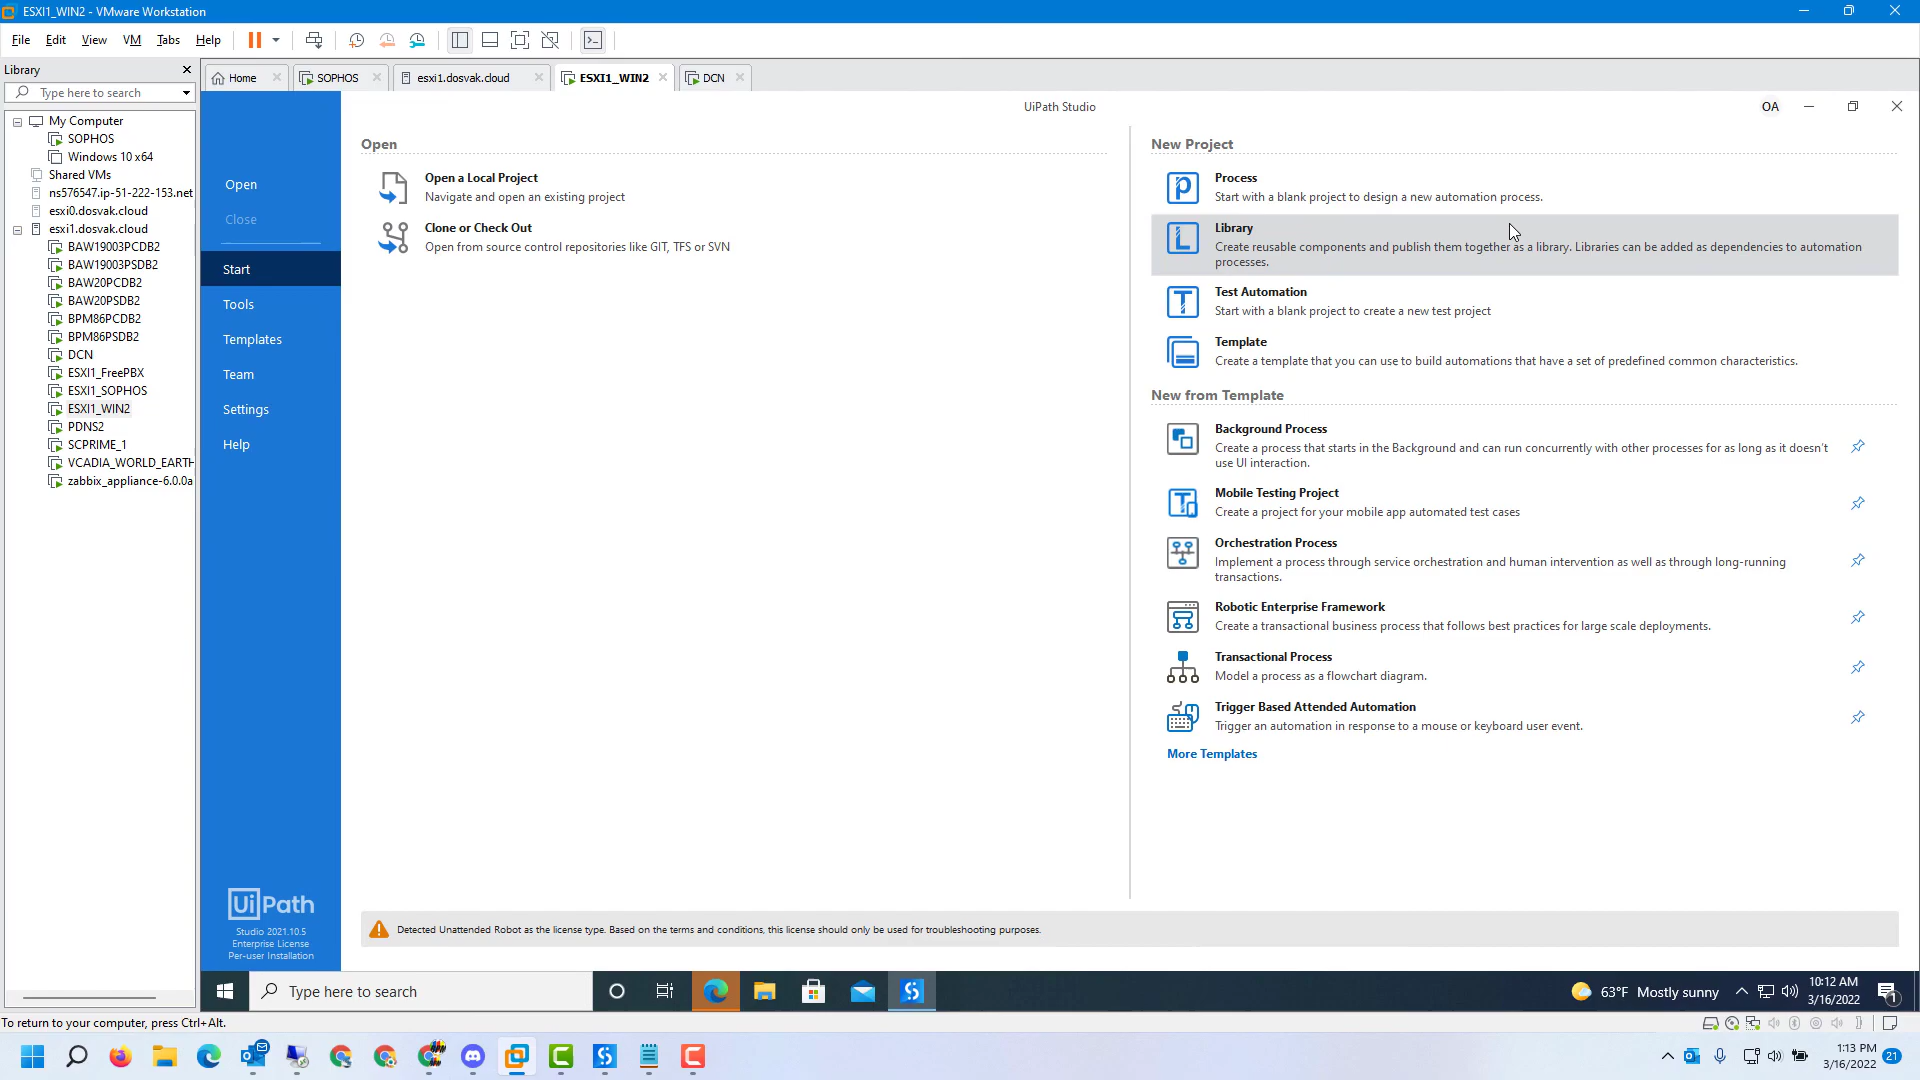 ESXI1_WIN2 - VMware Workstation
File Edit View VM Tabs Help
Library
Type here to search
My Computer
SOPHOS
Windows 10 x64
Shared VMs
ns576547.ip-51-222-153.net
esxi0.dosvak.cloud
esxi1.dosvak.cloud
BAW19003PCDB2
BAW19003PSDB2
BAW20PCDB2
BAW20PSDB2
BPM86PCDB2
BPM86PSDB2
DCN
ESXI1_FreePBX
ESXI1_SOPHOS
ESXI1_WIN2
PDNS2
SCPRIME_1
VCADIA_WORLD_EARTH
zabbix_appliance-6.0.0a
Home SOPHOS esxi1.dosvak.cloud ESXI1_WIN2 DCN
UiPath Studio
OA
Open
Close
Start
Tools
Templates
Team
Settings
Help
UiPath
Studio 2021.10.5
Enterprise License
Per-user Installation
Open
Open a Local Project
Navigate and open an existing project
Clone or Check Out
Open from source control repositories like GIT, TFS or SVN
New Project
Process
Start with a blank project to design a new automation process.
Library
Create reusable components and publish them together as a library. Libraries can be added as dependencies to automation
processes.
Test Automation
Start with a blank project to create a new test project
Template
Create a template that you can use to build automations that have a set of predefined common characteristics.
New from Template
Background Process
Create a process that starts in the Background and can run concurrently with other processes for as long as it doesn't
use UI interaction.
Mobile Testing Project
Create a project for your mobile app automated test cases
Orchestration Process
Implement a process through service orchestration and human intervention as well as through long-running
transactions.
Robotic Enterprise Framework
Create a transactional business process that follows best practices for large scale deployments.
Transactional Process
Model a process as a flowchart diagram.
Trigger Based Attended Automation
Trigger an automation in response to a mouse or keyboard user event.
More Templates
Detected Unattended Robot as the license type. Based on the terms and conditions, this license should only be used for troubleshooting purposes.
Type here to search
63°F Mostly sunny
10:12 AM
3/16/2022
1
To return to your computer, press Ctrl+Alt.
1:13 PM
3/16/2022
21